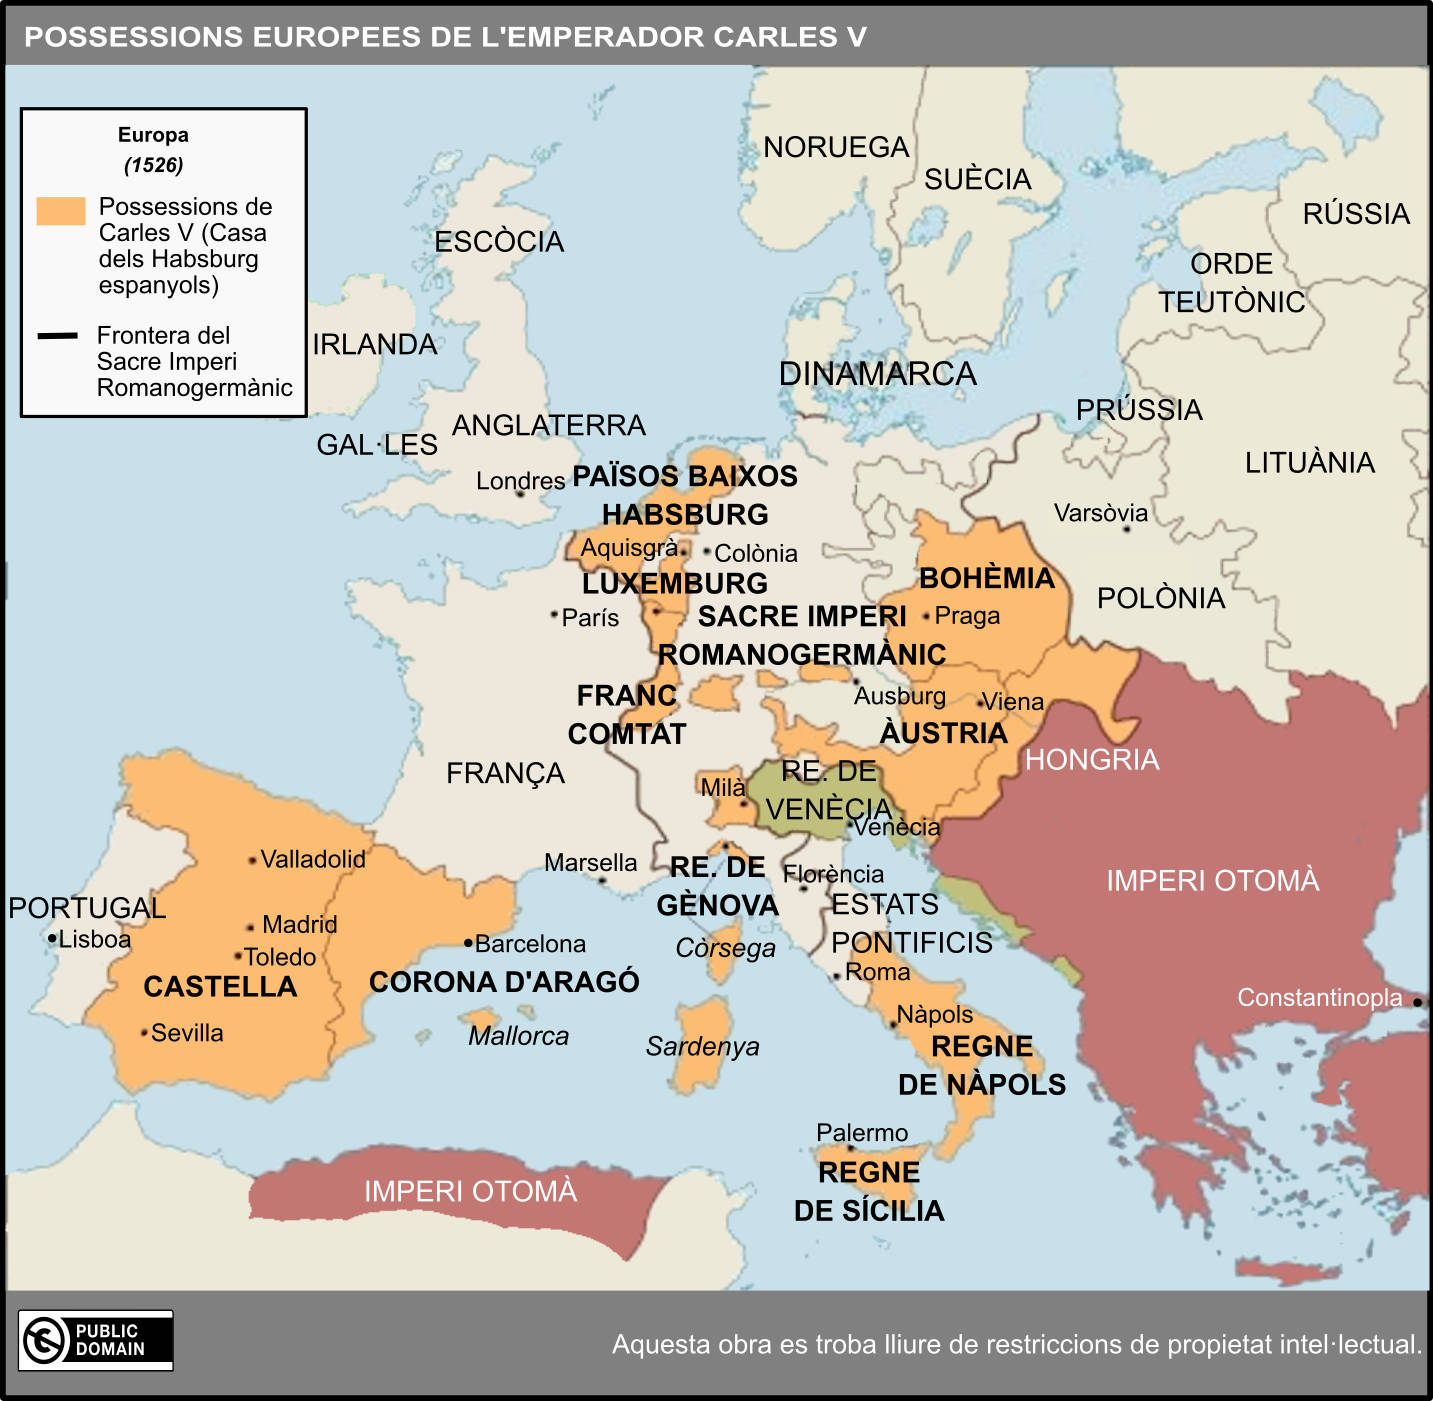 POSSESSIONS EUROPEES DE L'EMPERADOR CARLES V
Europa
(1526)
Possessions de
Carles V (Casa
dels Habsburg
espanyols)
Frontera del
Sacre Imperi
Romanogermànic
NORUEGA
SUÈCIA
RÚSSIA
ESCÒCIA
ORDE
TEUTÒNIC
IRLANDA
DINAMARCA
PRÚSSIA
ANGLATERRA
GAL·LES
LITUÀNIA
Londres
PAÏSOS BAIXOS
HABSBURG
Varsòvia
Aquisgrà
Colònia
LUXEMBURG
BOHÈMIA
POLÒNIA
París
SACRE IMPERI
ROMANOGERMÀNIC
Praga
FRANC
COMTAT
Ausburg
Viena
ÀUSTRIA
HONGRIA
FRANÇA
Milà
RE. DE
VENÈCIA
Venècia
Valladolid
Marsella
RE. DE
GÈNOVA
Florència
IMPERI OTOMÀ
PORTUGAL
Lisboa
Madrid
Toledo
Barcelona
Còrsega
ESTATS
PONTIFICIS
Roma
CASTELLA
CORONA D'ARAGÓ
Constantinopla
Sevilla
Mallorca
Sardenya
Nàpols
REGNE
DE NÀPOLS
Palermo
REGNE
DE SÍCILIA
IMPERI OTOMÀ
PUBLIC
DOMAIN
Aquesta obra es troba lliure de restriccions de propietat intel·lectual.